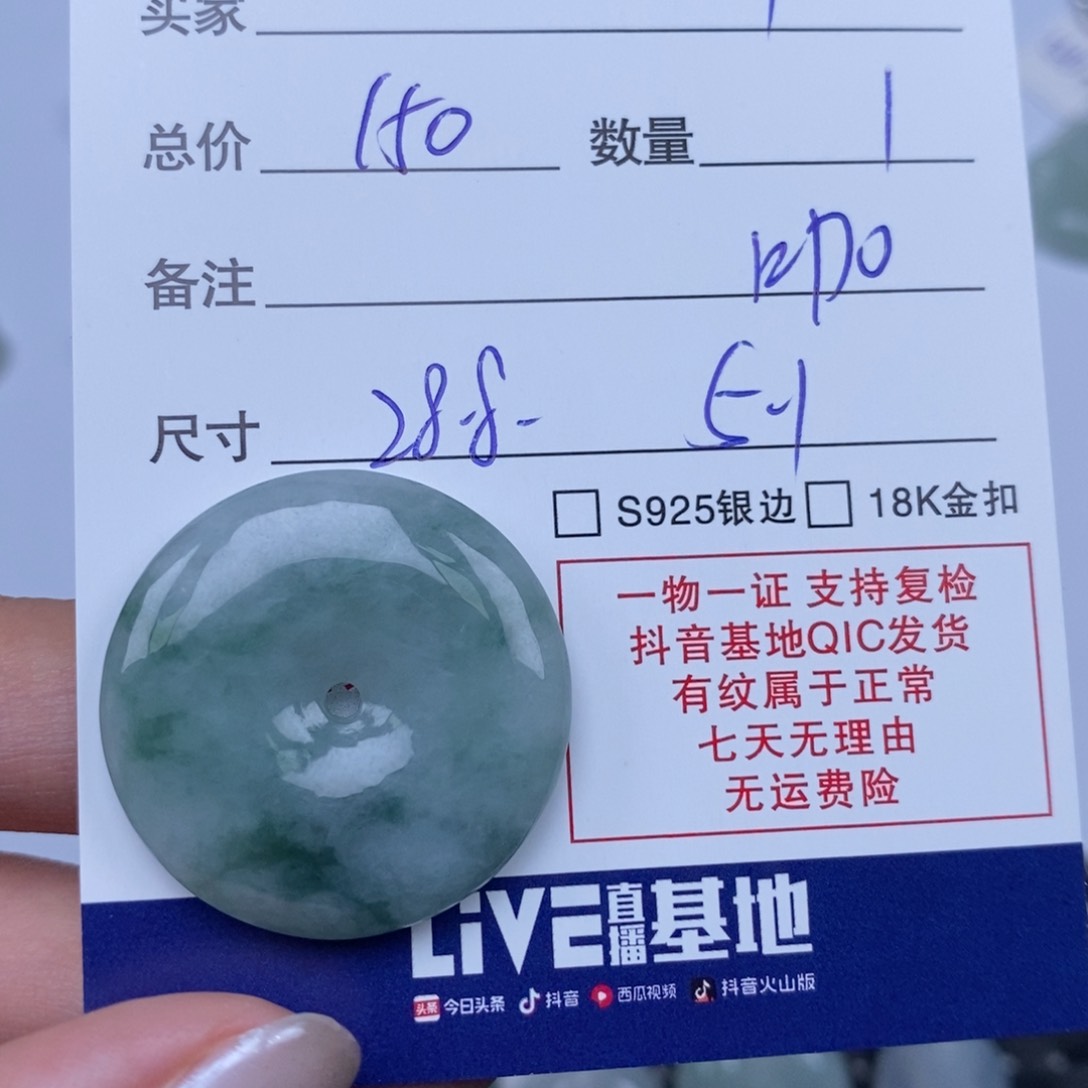 买家
总价 150 数量 1
备注
尺寸 28.8- 5.1
S925银边 18K金扣
一物一证 支持复检
抖音基地QIC发货
有纹属于正常
七天无理由
无运费险
LiVE直播基地
头条 今日头条 抖音 西瓜视频 抖音火山版